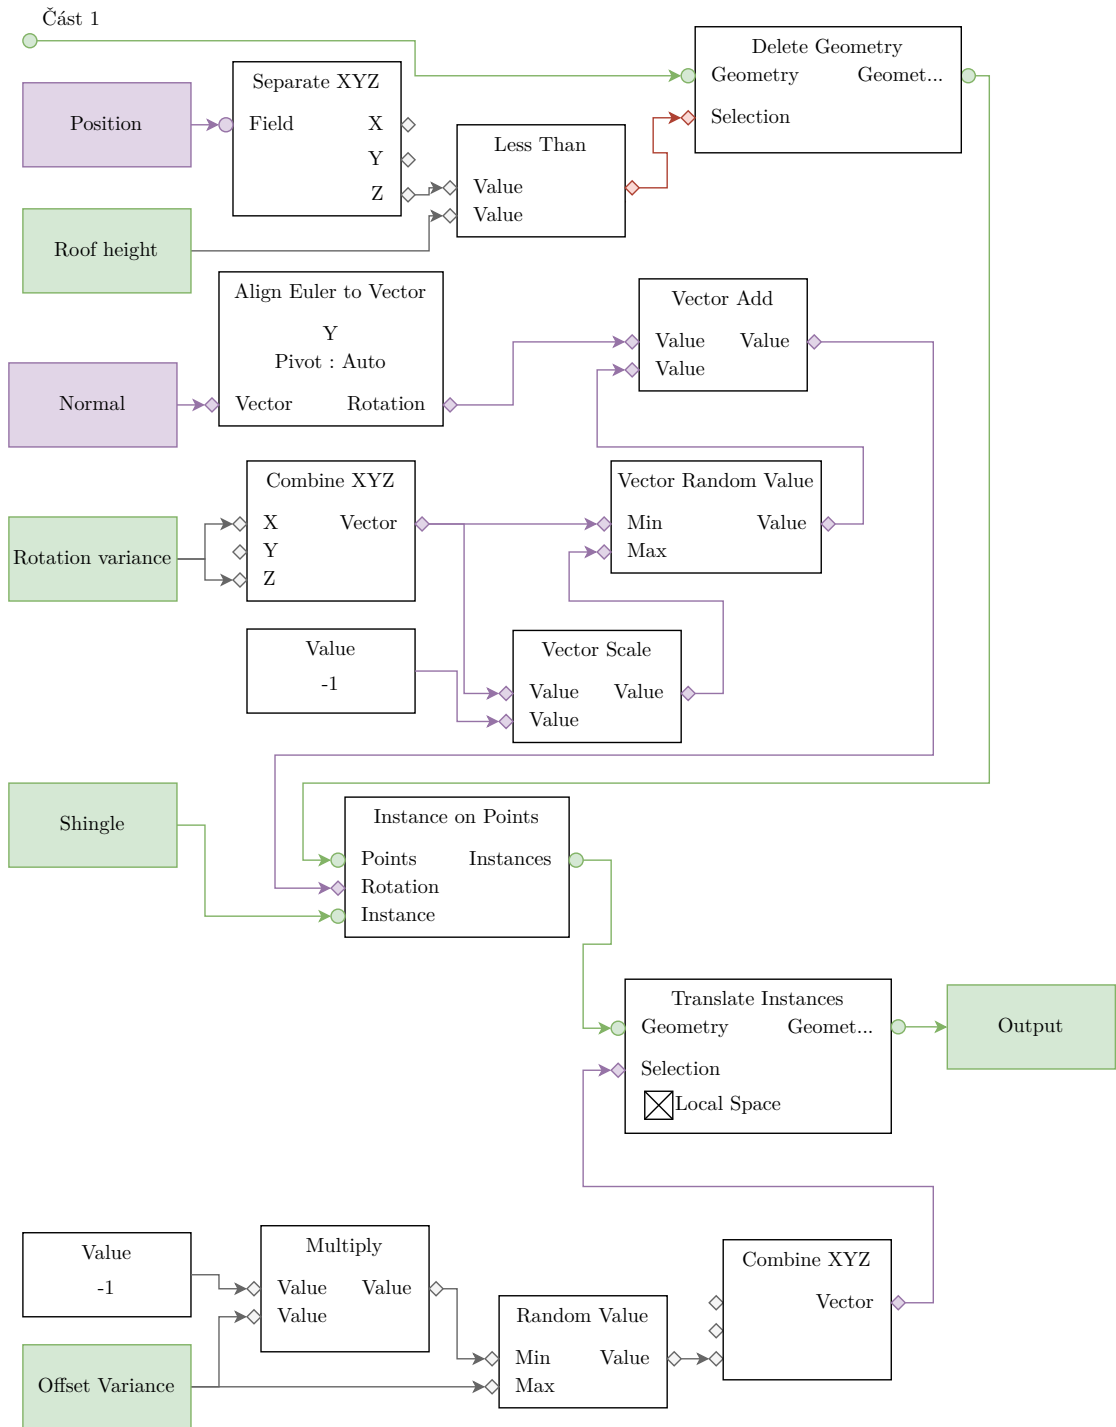 Část 1
Delete Geometry
Geometry Geomet...
Selection
Separate XYZ
Field X
Y
Z
Position
Less Than
Value
Value
Roof height
Align Euler to Vector
Y
Pivot : Auto
Vector Rotation
Vector Add
Value Value
Value
Normal
Combine XYZ
X Vector
Y
Z
Vector Random Value
Min Value
Max
Rotation variance
Value
-1
Vector Scale
Value Value
Value
Shingle
Instance on Points
Points Instances
Rotation
Instance
Translate Instances
Geometry Geomet...
Selection
Local Space
Output
Value
-1
Multiply
Value Value
Value
Combine XYZ
Vector
Random Value
Min Value
Max
Offset Variance